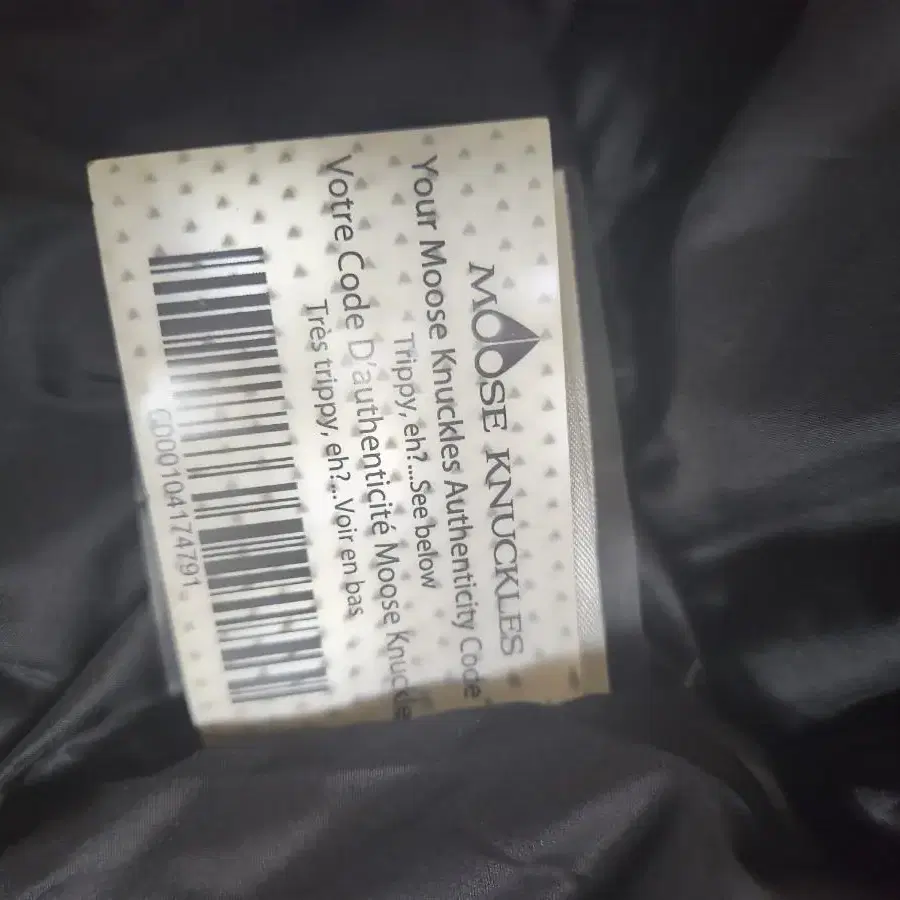 MOOSE KNUCKLES
Your Moose Knuckles Authenticity Code
Trippy, eh?...See below
Votre Code D'authenticité Moose Knuckle
Très trippy, eh?...Voir en bas
C000104174791